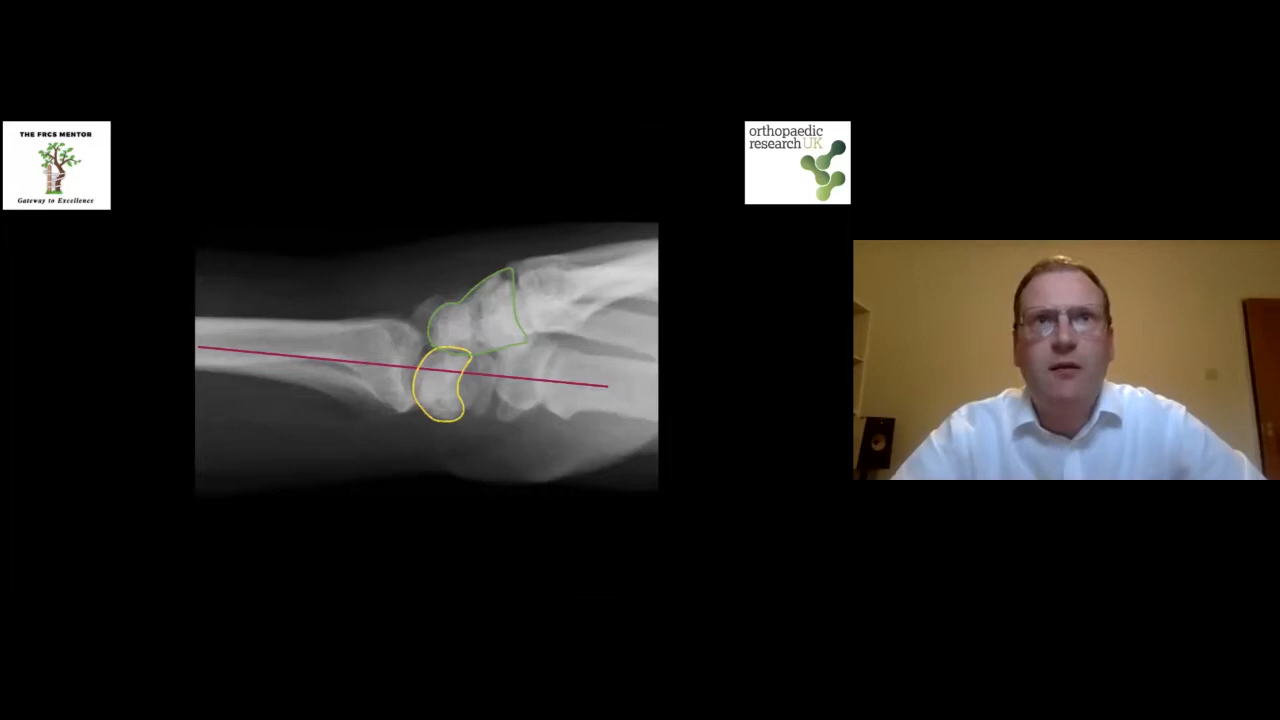 THE FRCS MENTOR
Gateway to Excellence
orthopaedic
research UK